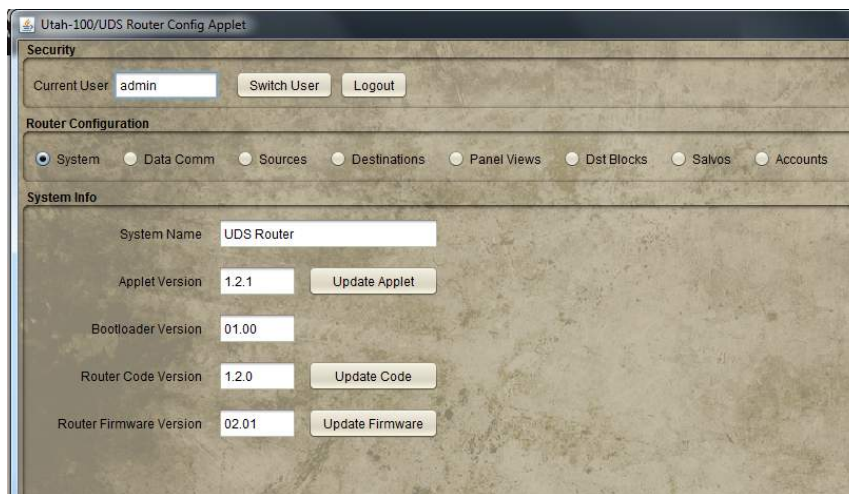 Utah-100/UDS Router Config Applet
Security
Current User admin Switch User Logout
Router Configuration
System Data Comm Sources Destinations Panel Views Dst Blocks Salvos Accounts
System Info
System Name UDS Router
Applet Version 1.2.1 Update Applet
Bootloader Version 01.00
Router Code Version 1.2.0 Update Code
Router Firmware Version 02.01 Update Firmware